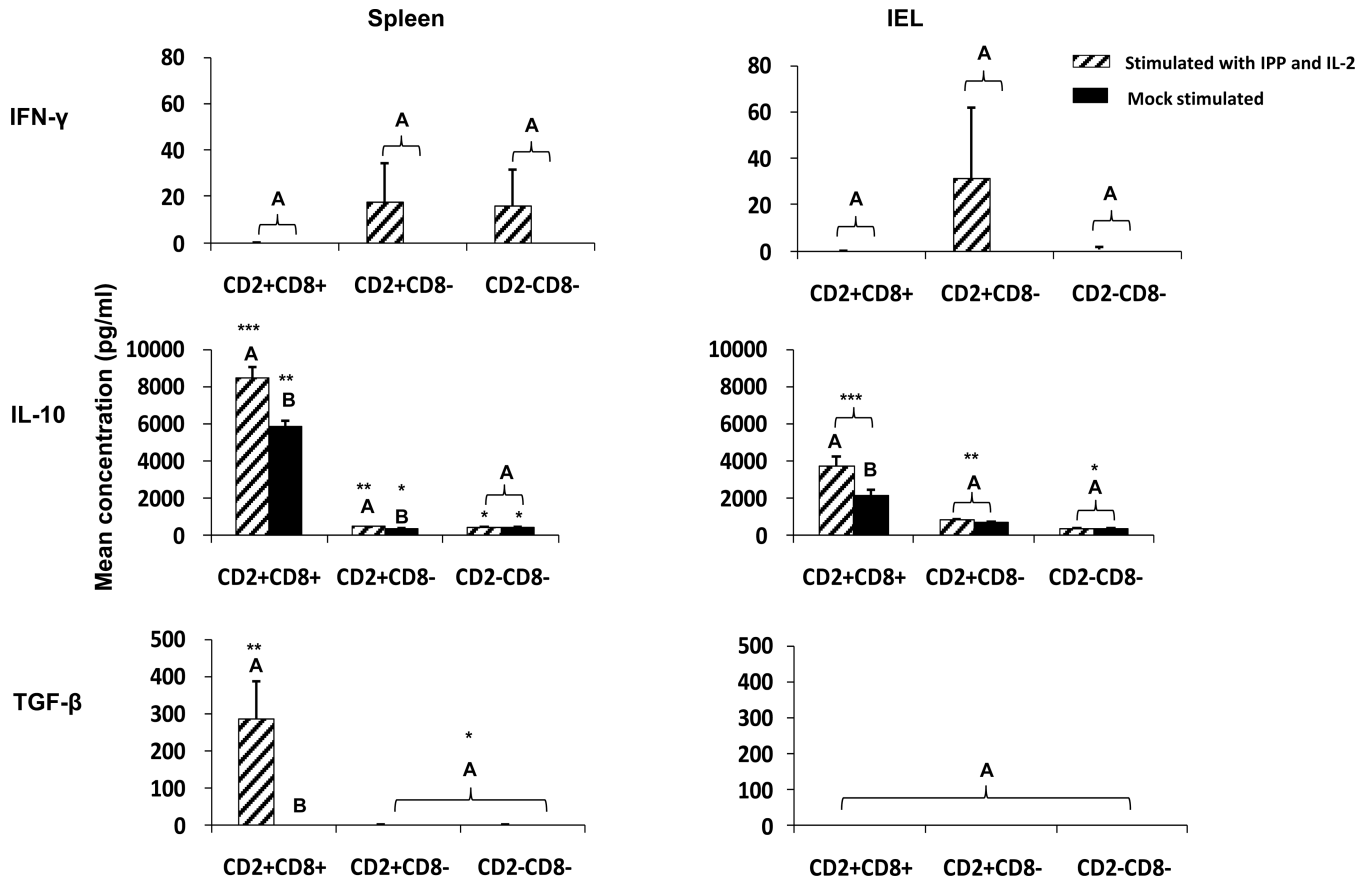 Spleen
IEL
Stimulated with IPP and IL-2
Mock stimulated
IFN-γ
80
60
40
20
0
A
A
A
CD2+CD8+ CD2+CD8- CD2-CD8-
80
60
40
20
0
A
A
A
CD2+CD8+ CD2+CD8- CD2-CD8-
Mean concentration (pg/ml)
IL-10
10000
8000
6000
4000
2000
0
***
A
**
B
**
A
*
B
A
* *
CD2+CD8+ CD2+CD8- CD2-CD8-
10000
8000
6000
4000
2000
0
***
A
B
**
A
*
A
CD2+CD8+ CD2+CD8- CD2-CD8-
TGF-β
500
400
300
200
100
0
**
A
B
*
A
CD2+CD8+ CD2+CD8- CD2-CD8-
500
400
300
200
100
0
A
CD2+CD8+ CD2+CD8- CD2-CD8-